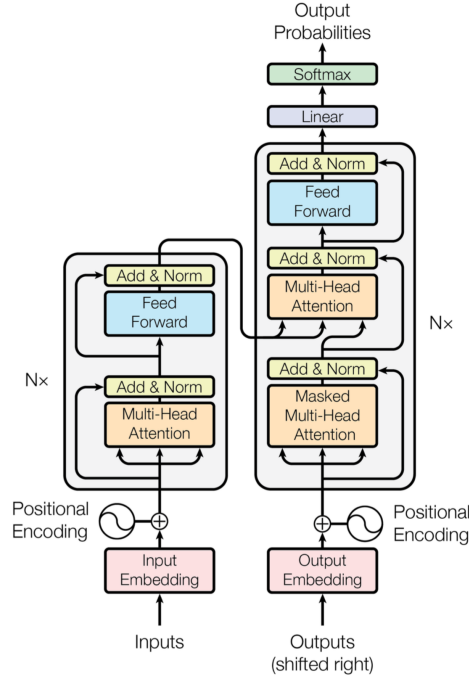 Output
Probabilities
Softmax
Linear
Add & Norm
Feed
Forward
Add & Norm
Multi-Head
Attention
Add & Norm
Masked
Multi-Head
Attention
N×
Add & Norm
Feed
Forward
Add & Norm
Multi-Head
Attention
N×
Positional
Encoding
Positional
Encoding
Input
Embedding
Output
Embedding
Inputs
Outputs
(shifted right)